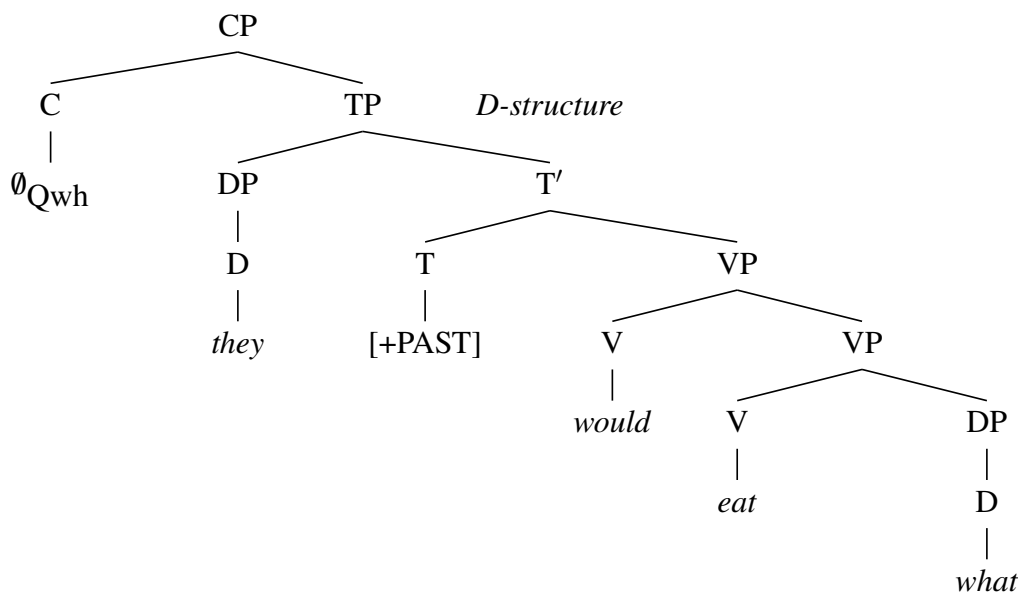 CP
C TP D-structure
∅Qwh DP T′
D T VP
they [+PAST] V VP
would V DP
eat D
what